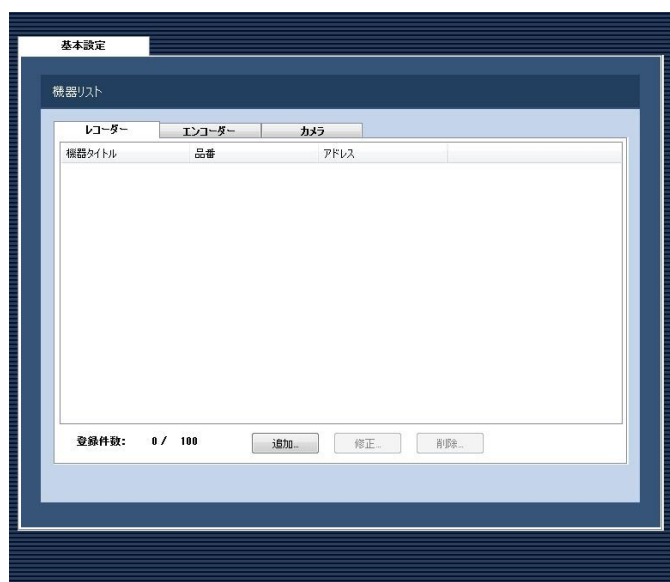 基本設定
機器リスト
レコーダー エンコーダー カメラ
機器タイトル 品番 アドレス
登録件数: 0 / 100 追加... 修正... 削除...